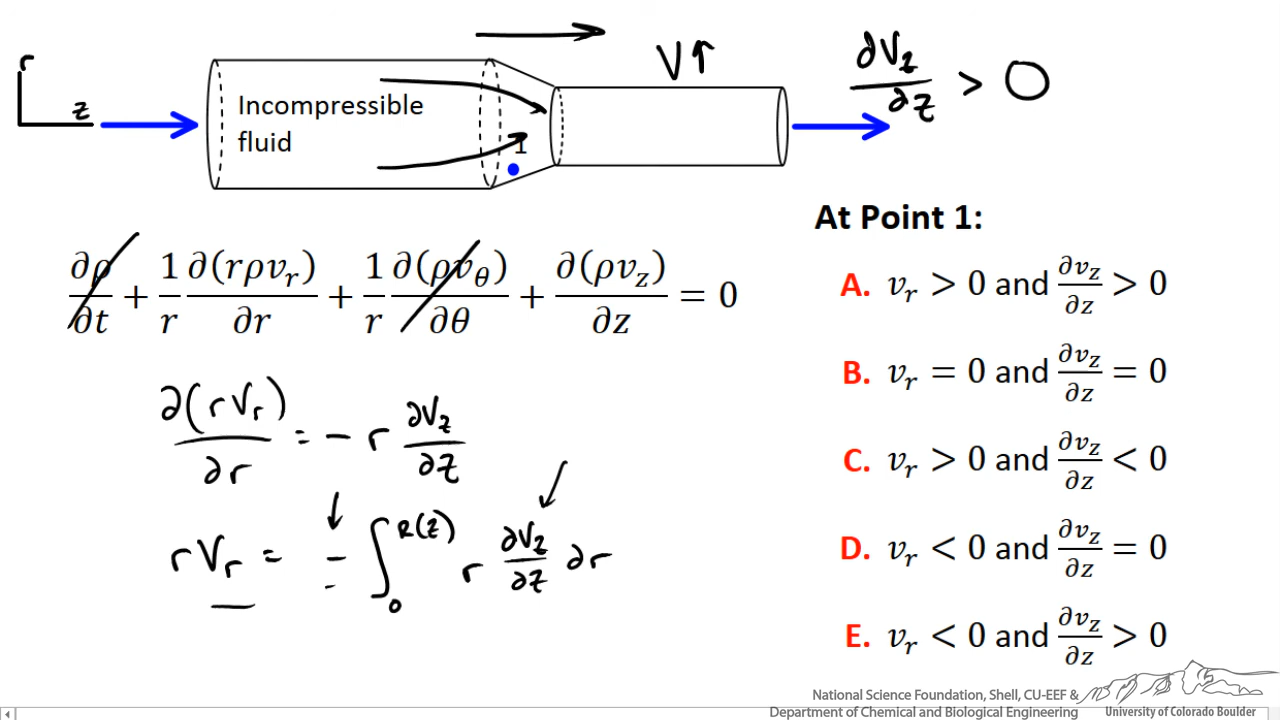 r
z
V↑
∂V_z/∂z > 0
Incompressible
fluid
1
∂ρ/∂t + 1/r ∂(rρv_r)/∂r + 1/r ∂(ρv_θ)/∂θ + ∂(ρv_z)/∂z = 0
∂(rV_r)/∂r = - r ∂V_z/∂z
rV_r = - ∫_0^R(z) r ∂V_z/∂z ∂r
At Point 1:
A. v_r > 0 and ∂v_z/∂z > 0
B. v_r = 0 and ∂v_z/∂z = 0
C. v_r > 0 and ∂v_z/∂z < 0
D. v_r < 0 and ∂v_z/∂z = 0
E. v_r < 0 and ∂v_z/∂z > 0
National Science Foundation, Shell, CU-EEF &
Department of Chemical and Biological Engineering
University of Colorado Boulder